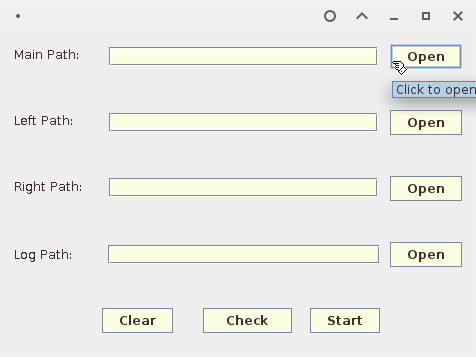 Main Path: Open
Click to open
Left Path: Open
Right Path: Open
Log Path: Open
Clear Check Start